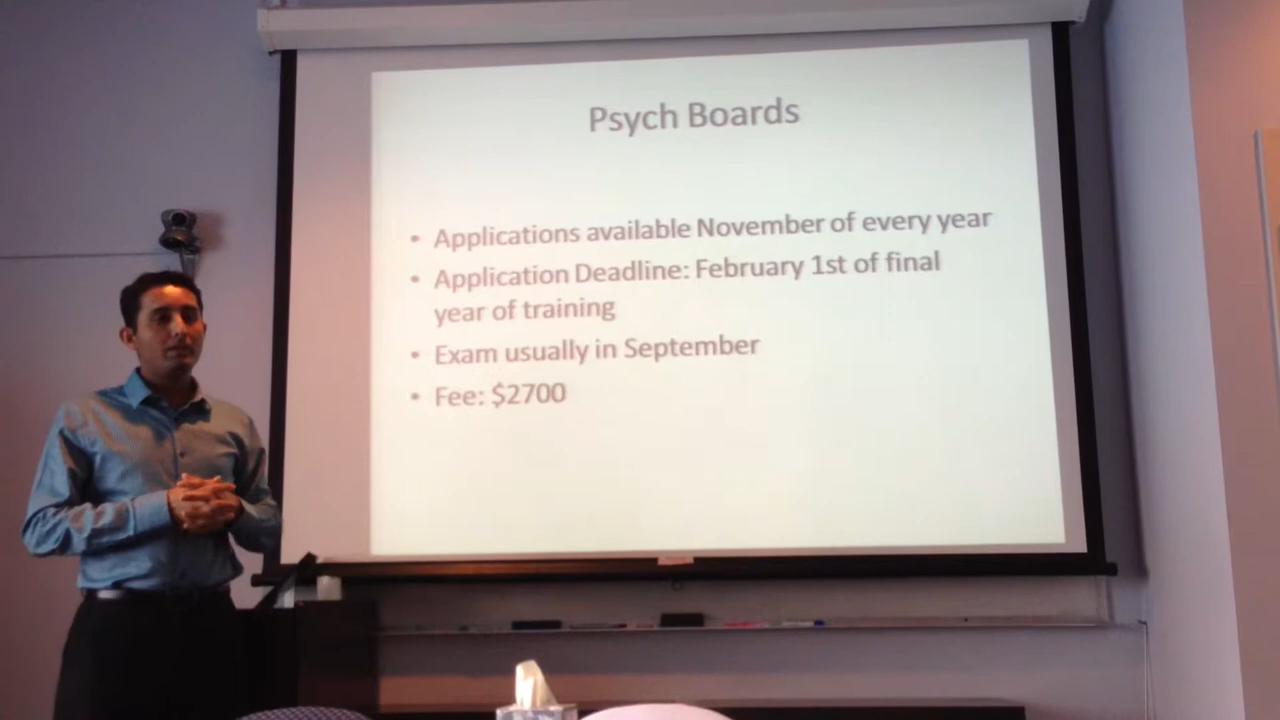 Psych Boards
• Applications available November of every year
• Application Deadline: February 1st of final
year of training
• Exam usually in September
• Fee: $2700